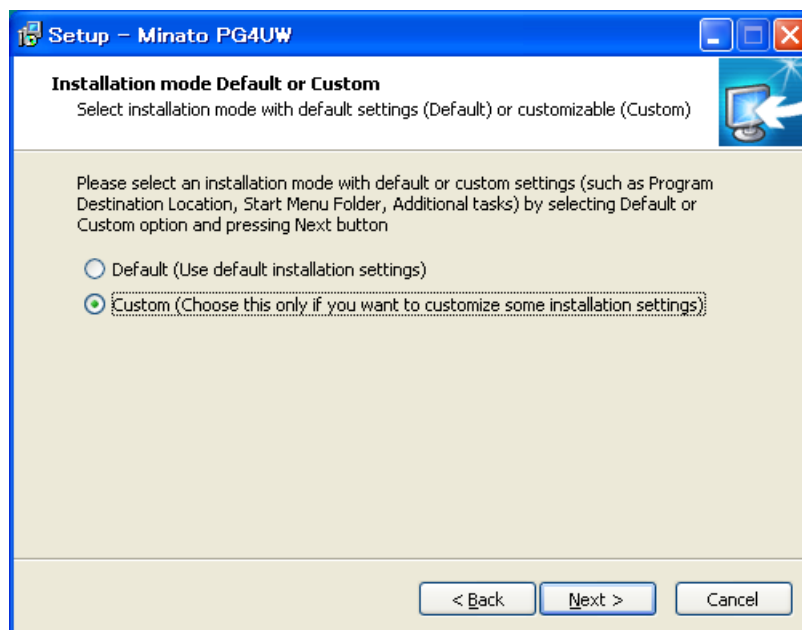 Setup - Minato PG4UW
Installation mode Default or Custom
Select installation mode with default settings (Default) or customizable (Custom)
Please select an installation mode with default or custom settings (such as Program
Destination Location, Start Menu Folder, Additional tasks) by selecting Default or
Custom option and pressing Next button
Default (Use default installation settings)
Custom (Choose this only if you want to customize some installation settings)
< Back
Next >
Cancel